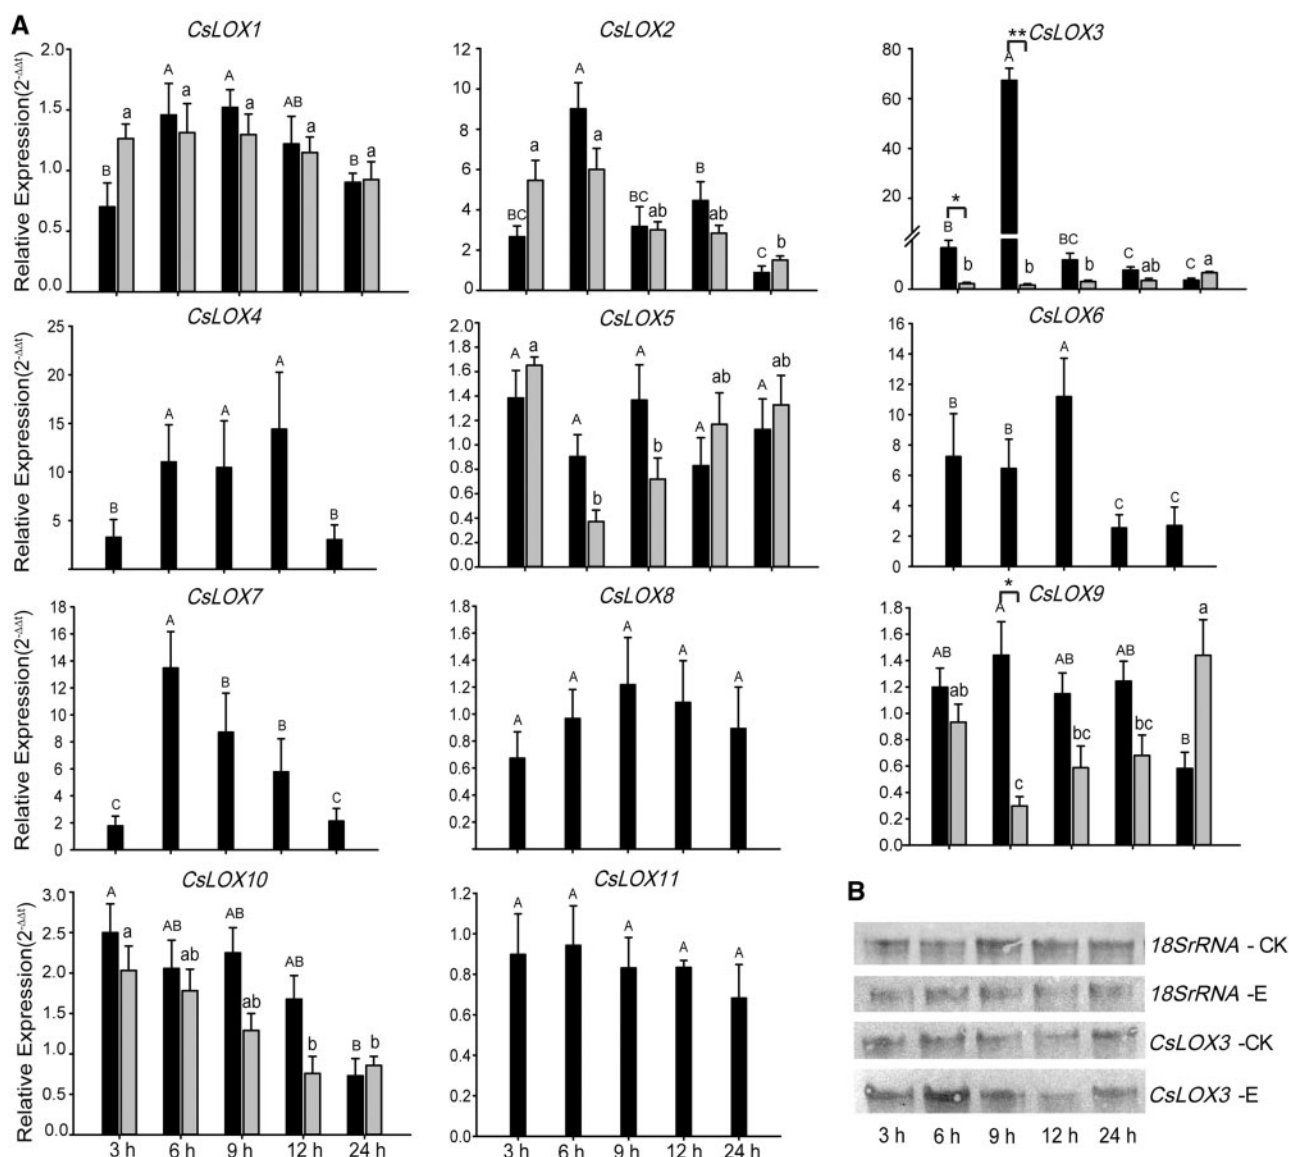 A
CsLOX1
Relative Expression(2-ΔΔt)
2.0
1.5
1.0
0.5
0.0
B a A a A a AB a B a
CsLOX2
12
10
8
6
4
2
0
BC a A a BC ab B ab C b
CsLOX3
80
60
40
20
0
* **
B b A b BC b C ab C a
CsLOX4
Relative Expression(2-ΔΔt)
25
20
15
10
5
B A A A B
CsLOX5
2.0
1.8
1.6
1.4
1.2
1.0
0.8
0.6
0.4
0.2
0.0
A a A b A b A ab A ab
CsLOX6
16
14
12
10
8
6
4
2
0
B B A C C
CsLOX7
Relative Expression(2-ΔΔt)
18
16
14
12
10
8
6
4
2
0
C A B B C
CsLOX8
1.8
1.6
1.4
1.2
1.0
0.8
0.6
0.4
0.2
A A A A A
CsLOX9
1.8
1.6
1.4
1.2
1.0
0.8
0.6
0.4
0.2
0.0
*
AB ab A c AB bc AB bc B a
CsLOX10
Relative Expression(2-ΔΔt)
3.0
2.5
2.0
1.5
1.0
0.5
0.0
A a AB ab AB ab AB b B b
3 h 6 h 9 h 12 h 24 h
CsLOX11
1.2
1.0
0.8
0.6
0.4
0.2
0.0
A A A A A
3 h 6 h 9 h 12 h 24 h
B
18SrRNA - CK
18SrRNA -E
CsLOX3 -CK
CsLOX3 -E
3 h 6 h 9 h 12 h 24 h